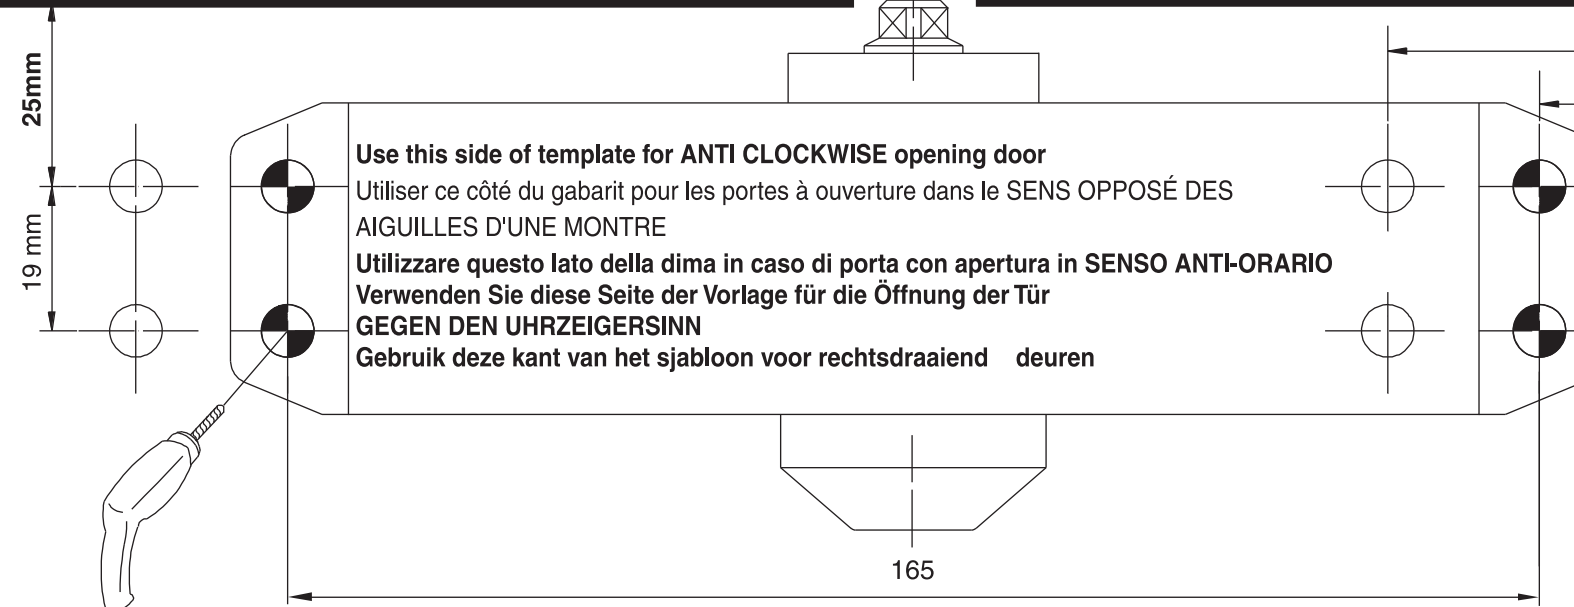 25mm
19 mm
Use this side of template for ANTI CLOCKWISE opening door
Utiliser ce côté du gabarit pour les portes à ouverture dans le SENS OPPOSÉ DES
AIGUILLES D'UNE MONTRE
Utilizzare questo lato della dima in caso di porta con apertura in SENSO ANTI-ORARIO
Verwenden Sie diese Seite der Vorlage für die Öffnung der Tür
GEGEN DEN UHRZEIGERSINN
Gebruik deze kant van het sjabloon voor rechtsdraaiend deuren
165